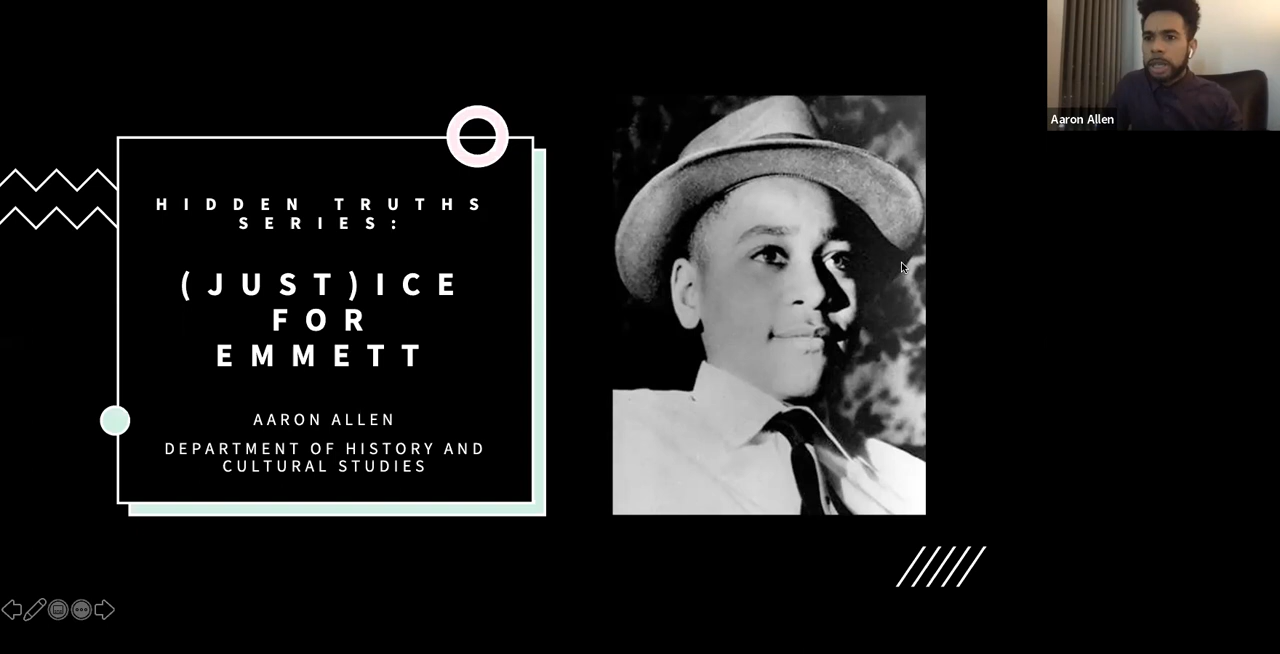 HIDDEN TRUTHS
SERIES:
(JUST)ICE
FOR
EMMETT
AARON ALLEN
DEPARTMENT OF HISTORY AND
CULTURAL STUDIES
Aaron Allen